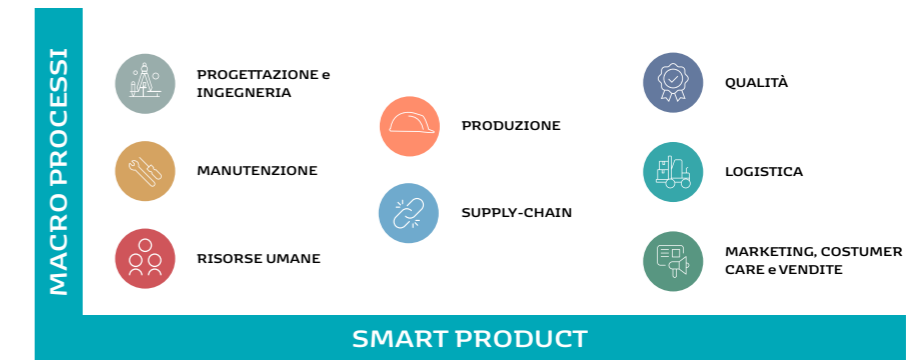 MACRO PROCESSI
PROGETTAZIONE e
INGEGNERIA
MANUTENZIONE
RISORSE UMANE
PRODUZIONE
SUPPLY-CHAIN
QUALITÀ
LOGISTICA
MARKETING, COSTUMER
CARE e VENDITE
SMART PRODUCT